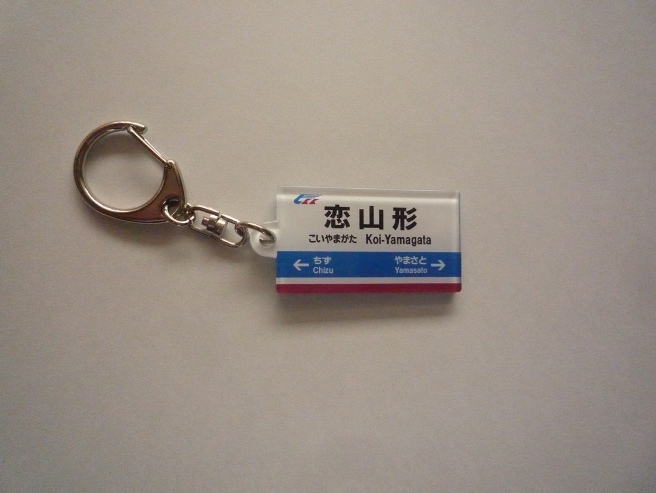 恋山形
こいやまがた Koi-Yamagata
← ちず やまさと →
Chizu Yamasato